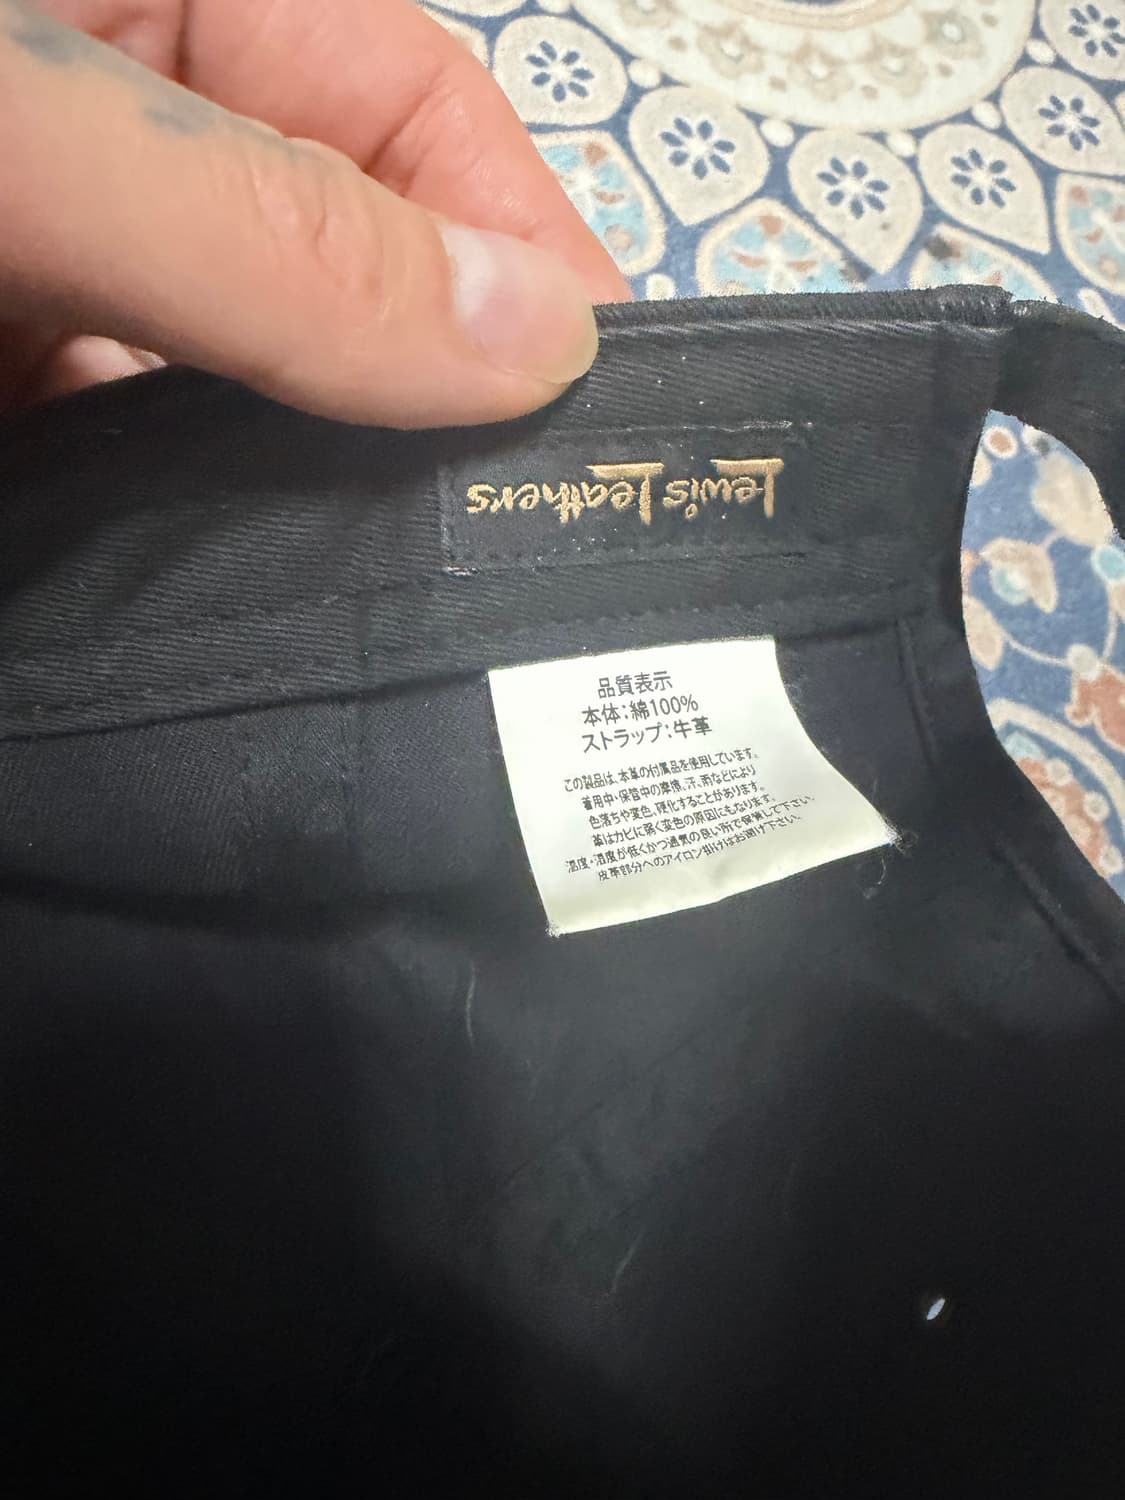 Lewis Leathers
品質表示
本体:綿100%
ストラップ:牛革
この製品は、本革の付属品を使用しています。
着用中・保管中の摩擦、汗、雨などにより
色落ちや変色、硬化することがあります。
革はカビに弱く変色の原因にもなります。
温度・湿度が低くかつ通気の良い所で保管して下さい。
皮革部分へのアイロン掛けはお避け下さい。